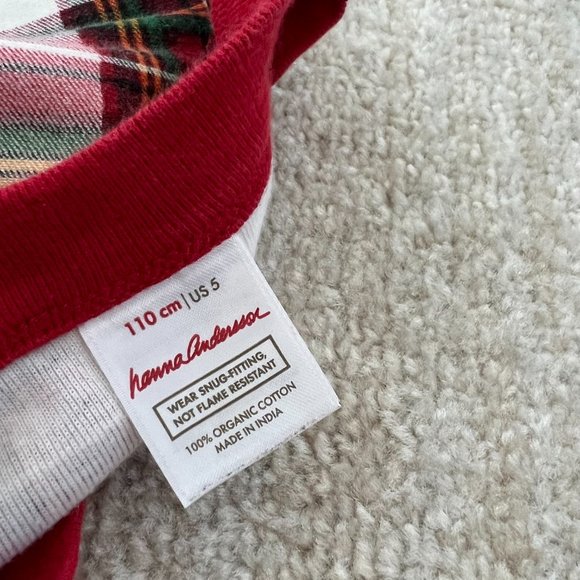 110 cm | US 5
hanna andersson
WEAR SNUG-FITTING,
NOT FLAME RESISTANT
100% ORGANIC COTTON
MADE IN INDIA